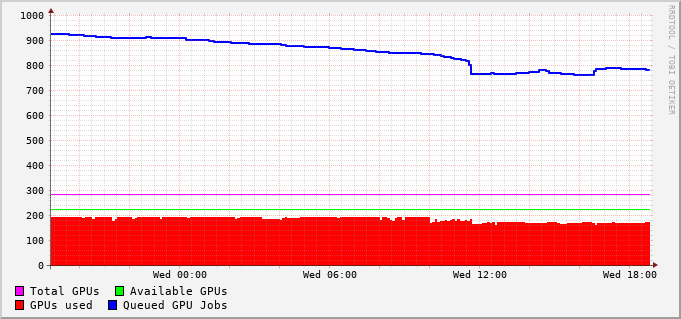 1000
900
800
700
600
500
400
300
200
100
0
Wed 00:00 Wed 06:00 Wed 12:00 Wed 18:00
Total GPUs Available GPUs
GPUs used Queued GPU Jobs
RRDTOOL / TOBI OETIKER